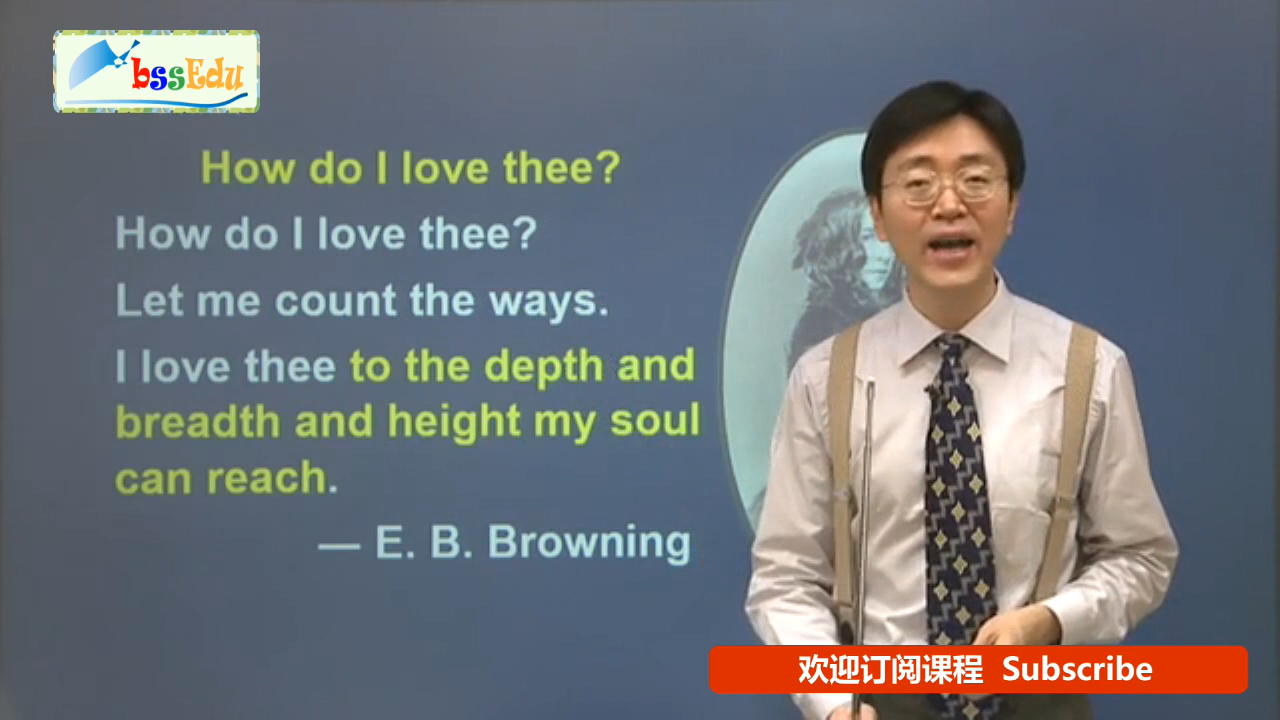 bssEdu
How do I love thee?
How do I love thee?
Let me count the ways.
I love thee to the depth and
breadth and height my soul
can reach.
— E. B. Browning
欢迎订阅课程 Subscribe